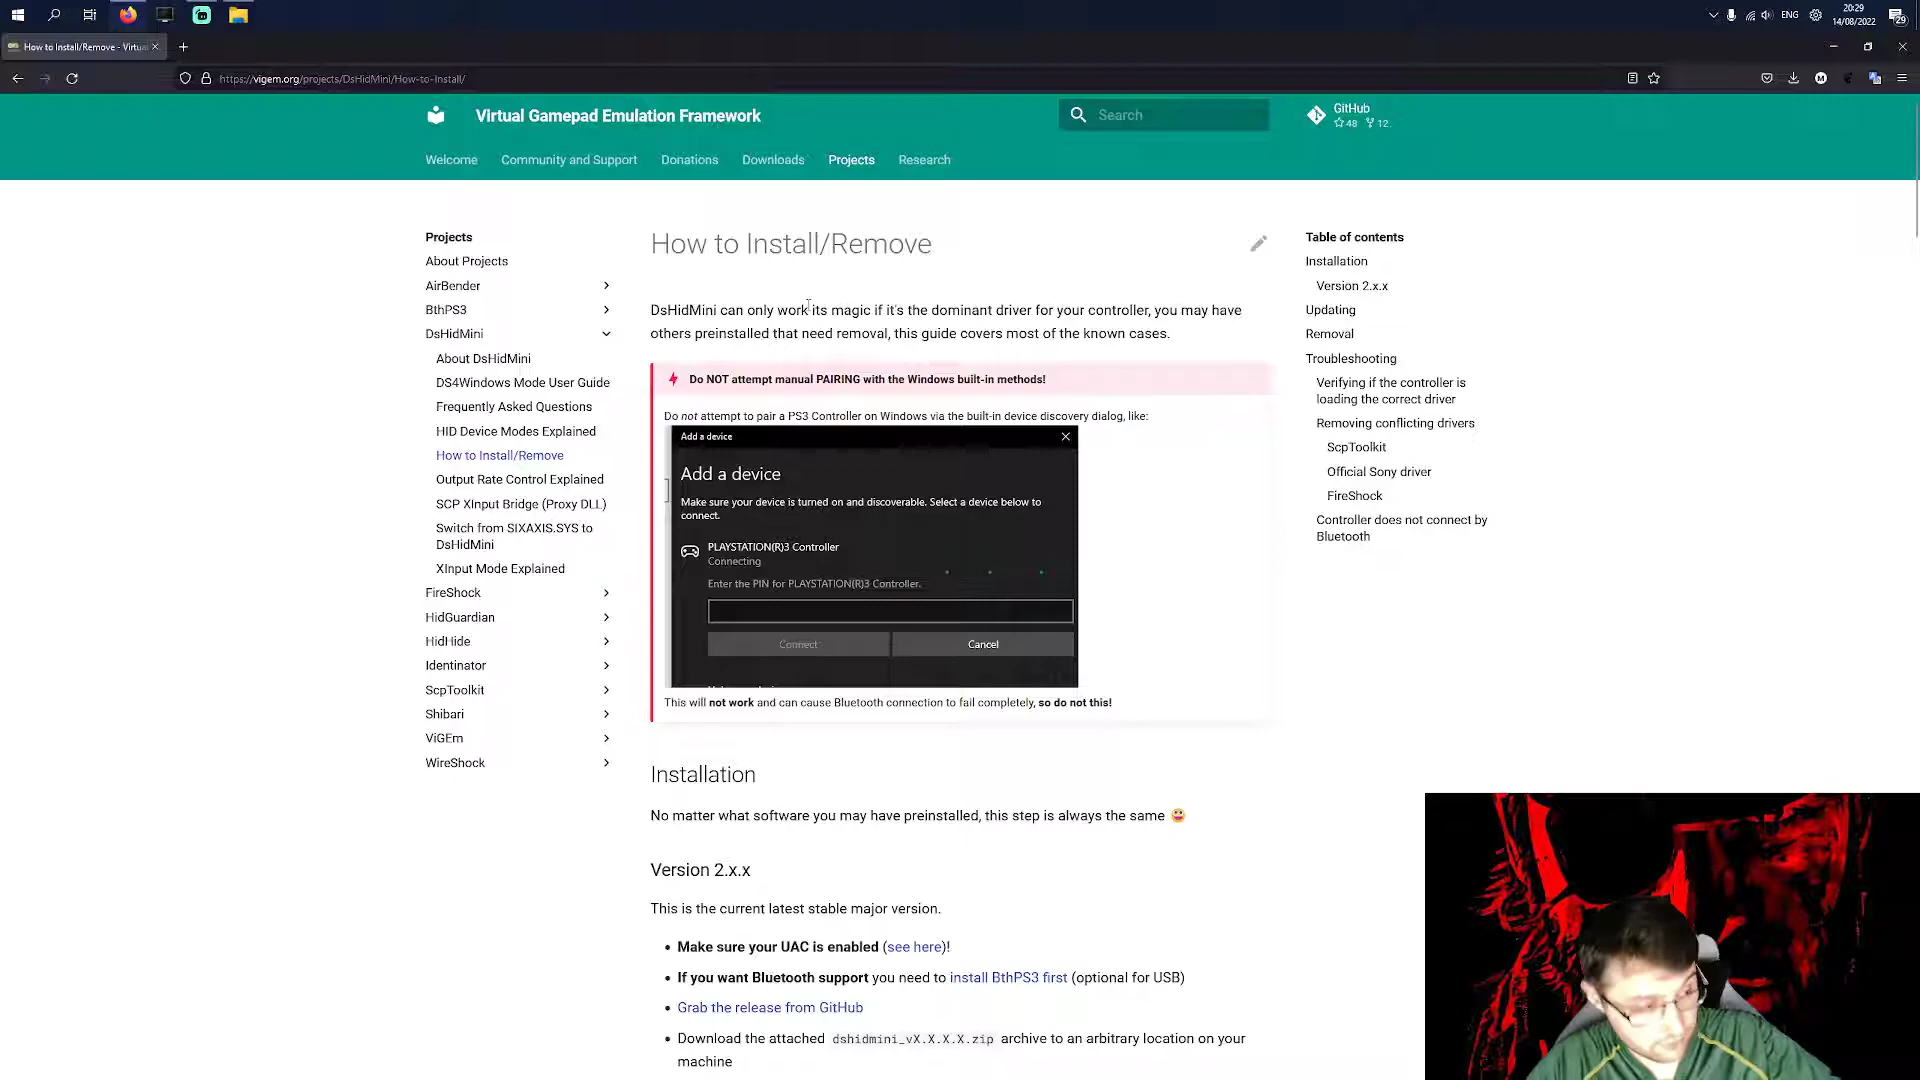 ENG
20:29
14/08/2022
29
How to Install/Remove - Virtua
https://vigem.org/projects/DsHidMini/How-to-Install/
Virtual Gamepad Emulation Framework
Search
GitHub
48 12
Welcome Community and Support Donations Downloads Projects Research
Projects
About Projects
AirBender
BthPS3
DsHidMini
About DsHidMini
DS4Windows Mode User Guide
Frequently Asked Questions
HID Device Modes Explained
How to Install/Remove
Output Rate Control Explained
SCP XInput Bridge (Proxy DLL)
Switch from SIXAXIS.SYS to
DsHidMini
XInput Mode Explained
FireShock
HidGuardian
HidHide
Identinator
ScpToolkit
Shibari
ViGEm
WireShock
How to Install/Remove
DsHidMini can only work its magic if it's the dominant driver for your controller, you may have
others preinstalled that need removal, this guide covers most of the known cases.
Do NOT attempt manual PAIRING with the Windows built-in methods!
Do not attempt to pair a PS3 Controller on Windows via the built-in device discovery dialog, like:
Add a device
Add a device
Make sure your device is turned on and discoverable. Select a device below to
connect.
PLAYSTATION(R)3 Controller
Connecting
Enter the PIN for PLAYSTATION(R)3 Controller.
Connect Cancel
This will not work and can cause Bluetooth connection to fail completely, so do not this!
Installation
No matter what software you may have preinstalled, this step is always the same 😀
Version 2.x.x
This is the current latest stable major version.
• Make sure your UAC is enabled (see here)!
• If you want Bluetooth support you need to install BthPS3 first (optional for USB)
• Grab the release from GitHub
• Download the attached dshidmini_vX.X.X.X.zip archive to an arbitrary location on your
machine
Table of contents
Installation
Version 2.x.x
Updating
Removal
Troubleshooting
Verifying if the controller is
loading the correct driver
Removing conflicting drivers
ScpToolkit
Official Sony driver
FireShock
Controller does not connect by
Bluetooth